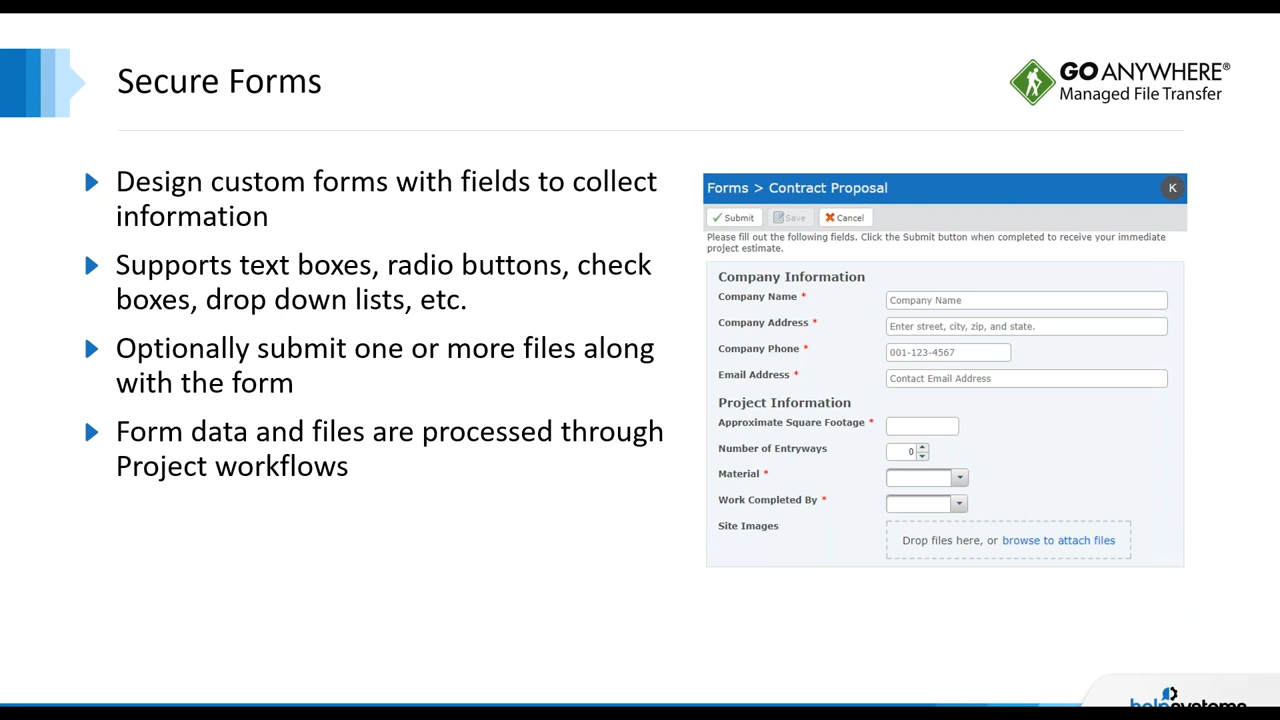 Secure Forms
GO ANYWHERE®
Managed File Transfer
Design custom forms with fields to collect
information
Supports text boxes, radio buttons, check
boxes, drop down lists, etc.
Optionally submit one or more files along
with the form
Form data and files are processed through
Project workflows
Forms > Contract Proposal
K
Submit Save Cancel
Please fill out the following fields. Click the Submit button when completed to receive your immediate
project estimate.
Company Information
Company Name * Company Name
Company Address * Enter street, city, zip, and state.
Company Phone * 001-123-4567
Email Address * Contact Email Address
Project Information
Approximate Square Footage *
Number of Entryways 0
Material *
Work Completed By *
Site Images
Drop files here, or browse to attach files
helpsystems